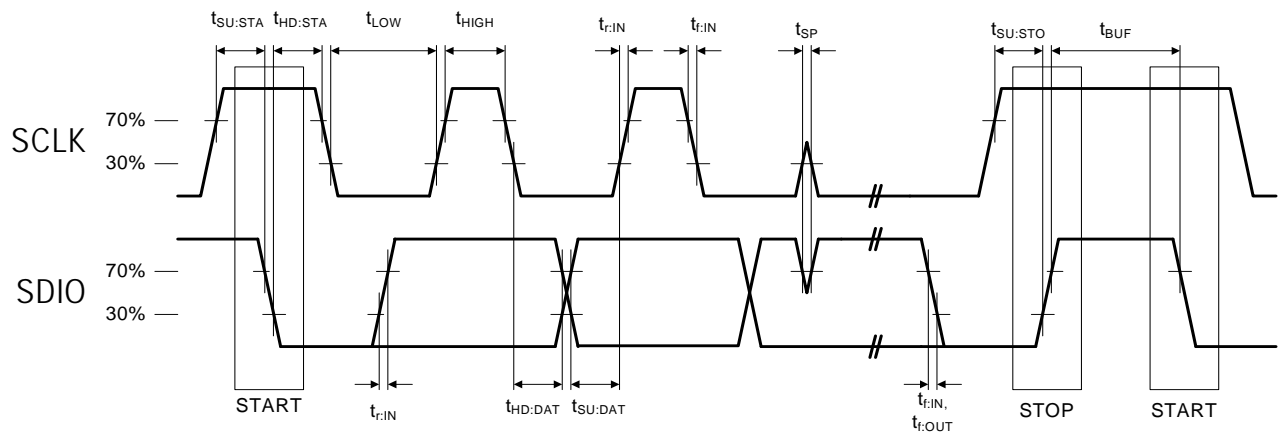 tSU:STA tHD:STA tLOW tHIGH tr:IN tf:IN tSP tSU:STO tBUF
SCLK
70%
30%
SDIO
70%
30%
START
tr:IN
tHD:DAT tSU:DAT
tf:IN,
tf:OUT
STOP
START